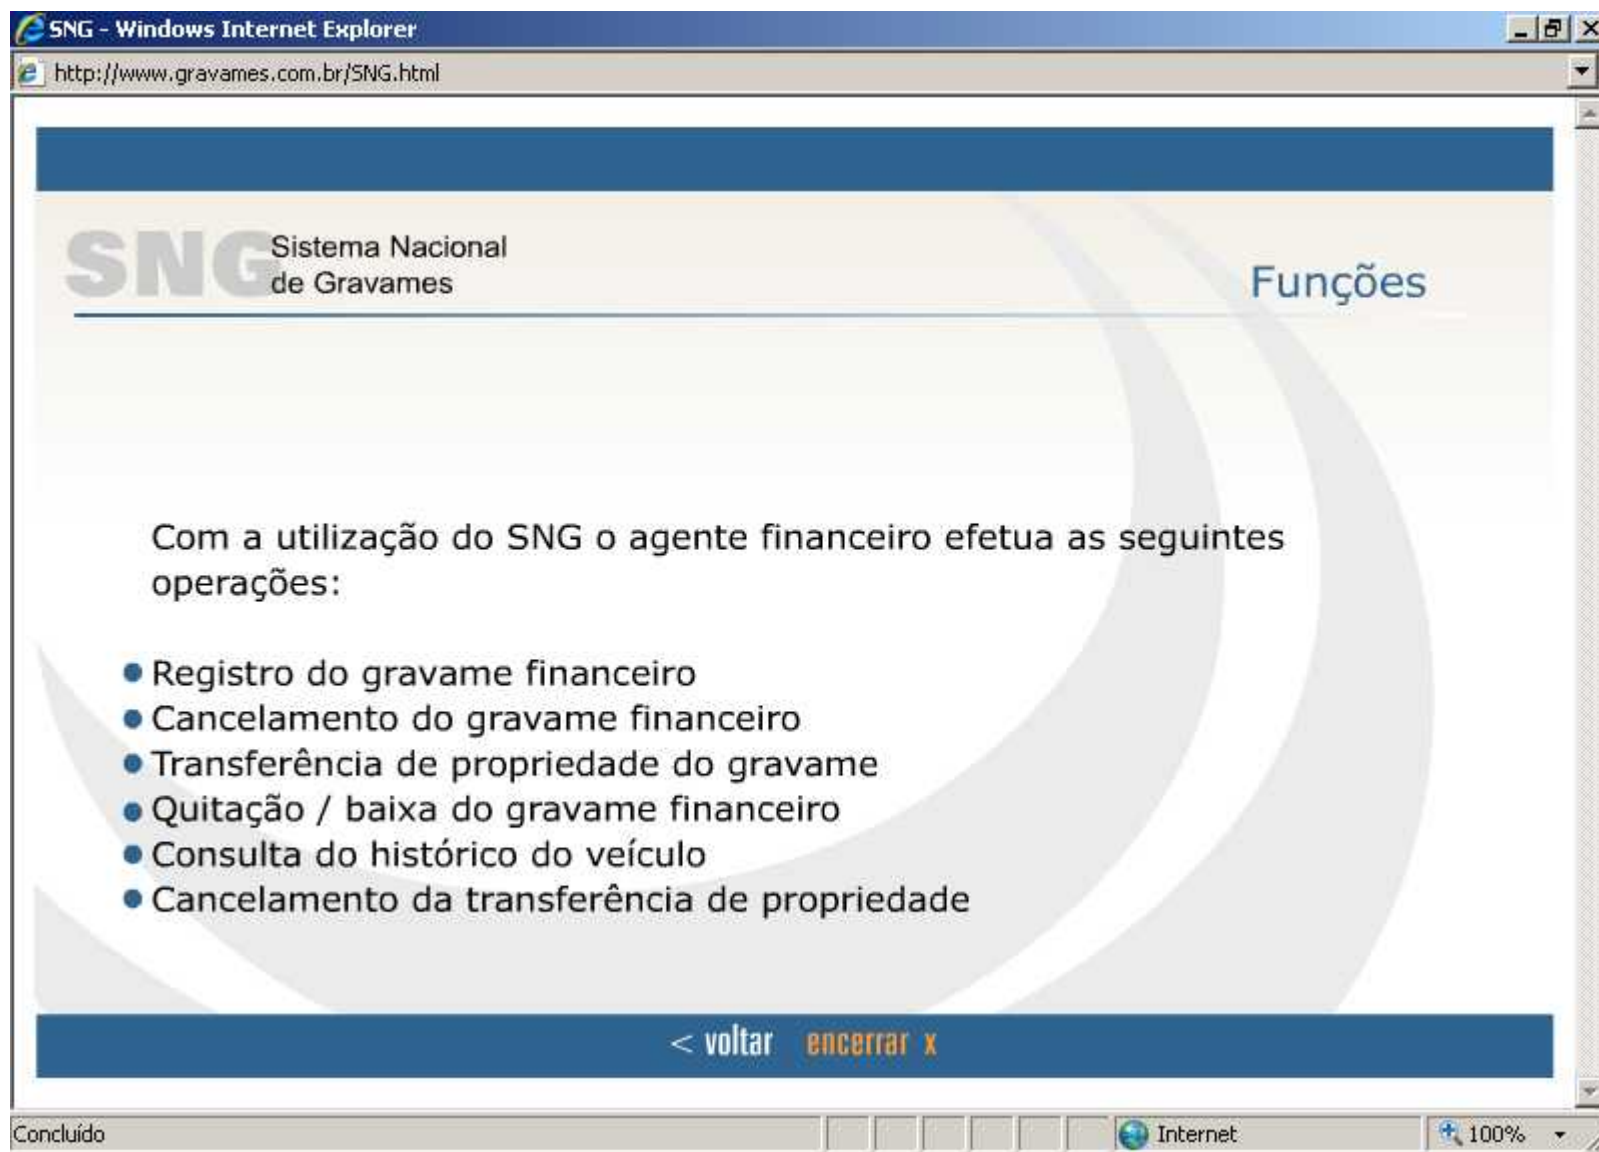 SNG - Windows Internet Explorer
http://www.gravames.com.br/SNG.html
SNG Sistema Nacional
de Gravames
Funções
Com a utilização do SNG o agente financeiro efetua as seguintes
operações:
Registro do gravame financeiro
Cancelamento do gravame financeiro
Transferência de propriedade do gravame
Quitação / baixa do gravame financeiro
Consulta do histórico do veículo
Cancelamento da transferência de propriedade
< voltar encerrar x
Concluído Internet 100%